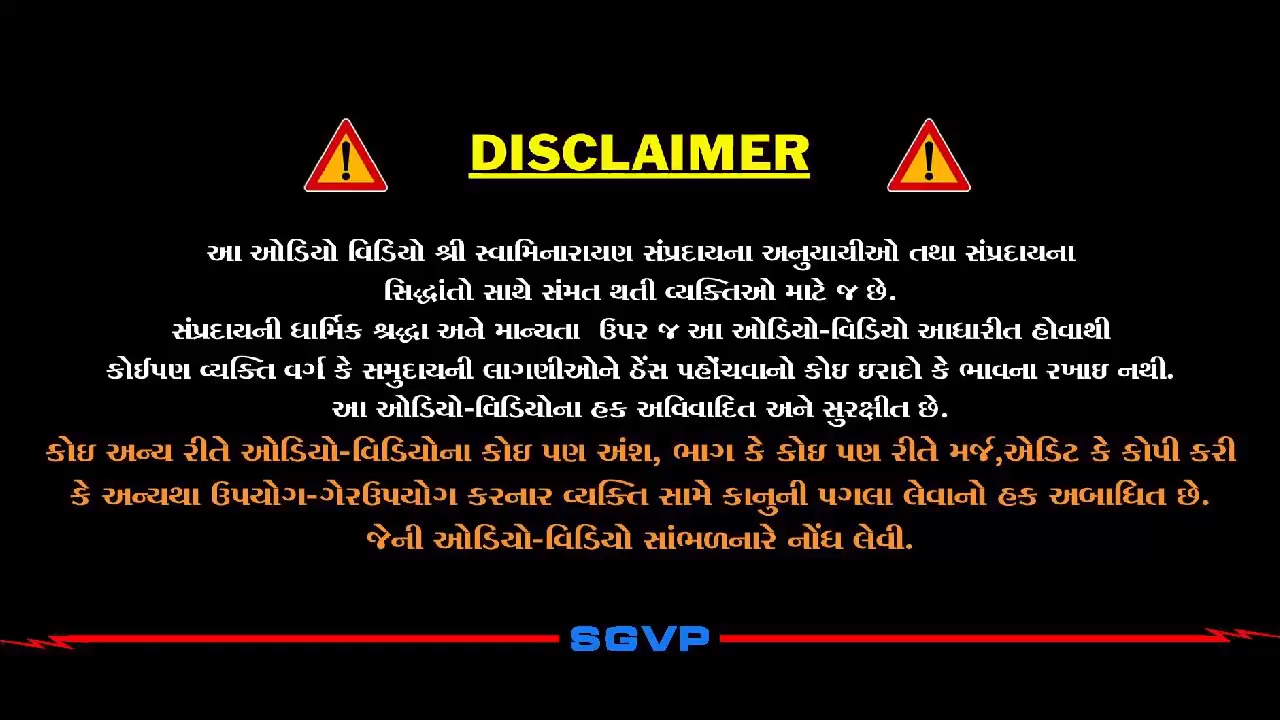 DISCLAIMER
આ ઓડિયો વિડિયો શ્રી સ્વામિનારાયણ સંપ્રદાયના અનુયાયીઓ તથા સંપ્રદાયના
સિદ્ધાંતો સાથે સંમત થતી વ્યક્તિઓ માટે જ છે.
સંપ્રદાયની ધાર્મિક શ્રદ્ધા અને માન્યતા ઉપર જ આ ઓડિયો-વિડિયો આધારીત હોવાથી
કોઈપણ વ્યક્તિ વર્ગ કે સમુદાયની લાગણીઓને ઠેંસ પહોંચવાનો કોઇ ઇરાદો કે ભાવના રખાઇ નથી.
આ ઓડિયો-વિડિયોના હક અવિવાદિત અને સુરક્ષીત છે.
કોઇ અન્ય રીતે ઓડિયો-વિડિયોના કોઇ પણ અંશ, ભાગ કે કોઇ પણ રીતે મર્જ,એડિટ કે કોપી કરી
કે અન્યથા ઉપયોગ-ગેરઉપયોગ કરનાર વ્યક્તિ સામે કાનુની પગલા લેવાનો હક અબાધિત છે.
જેની ઓડિયો-વિડિયો સાંભળનારે નોંધ લેવી.
SGVP